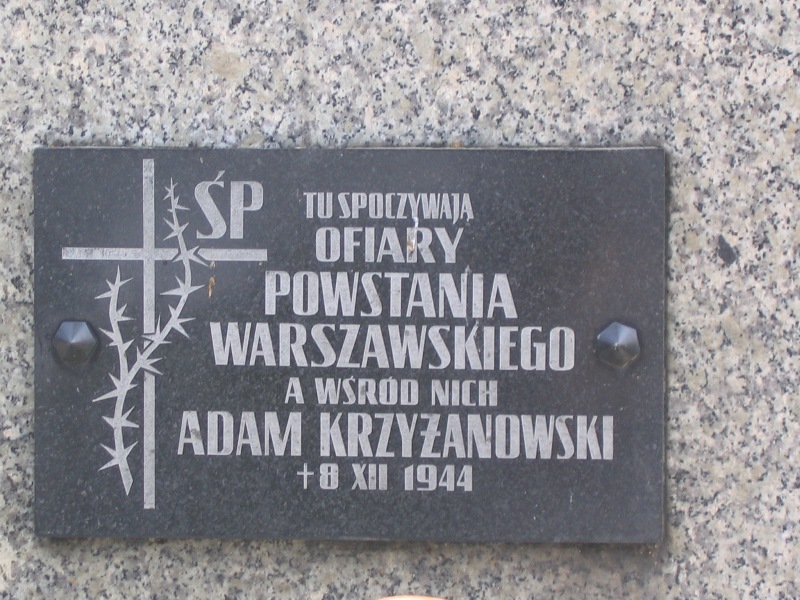 ŚP
TU SPOCZYWAJĄ
OFIARY
POWSTANIA
WARSZAWSKIEGO
A WŚRÓD NICH
ADAM KRZYŻANOWSKI
+ 8 XII 1944